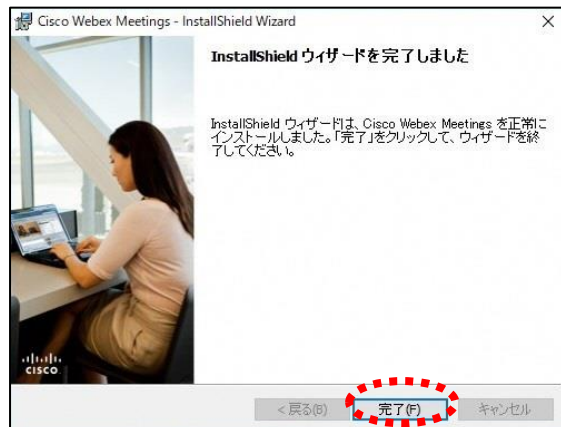 Cisco Webex Meetings - InstallShield Wizard
InstallShield ウィザードを完了しました
InstallShield ウィザードは、Cisco Webex Meetings を正常に
インストールしました。「完了」をクリックして、ウィザードを終
了してください。
CISCO
< 戻る(B)
完了(F)
キャンセル